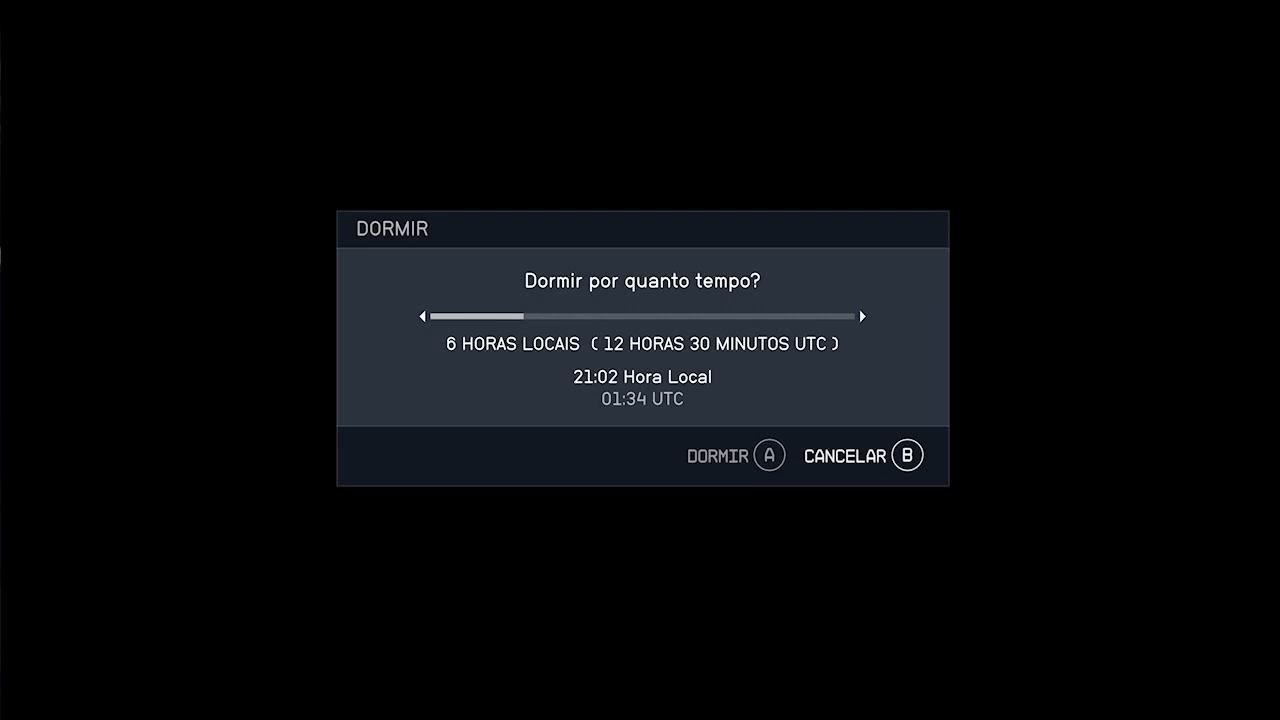 DORMIR
Dormir por quanto tempo?
6 HORAS LOCAIS ( 12 HORAS 30 MINUTOS UTC )
21:02 Hora Local
01:34 UTC
DORMIR A CANCELAR B